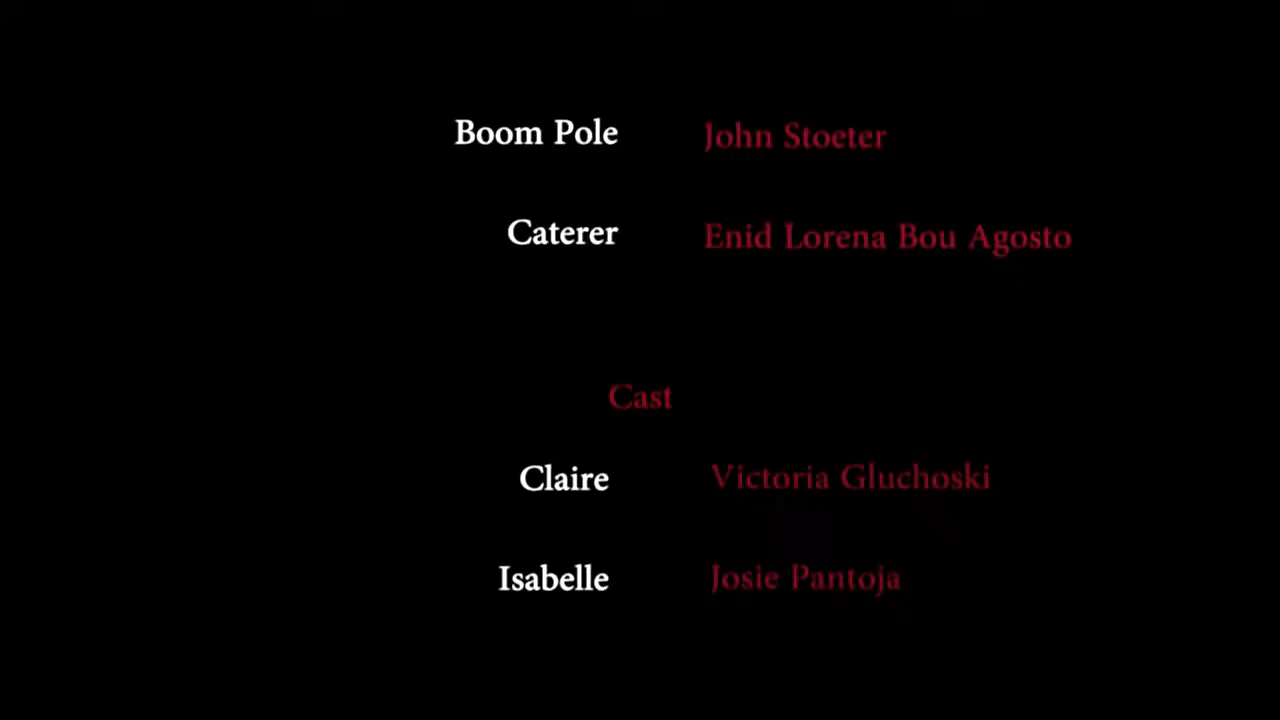 Boom Pole John Stoeter
Caterer Enid Lorena Bou Agosto
Cast
Claire Victoria Gluchoski
Isabelle Josie Pantoja